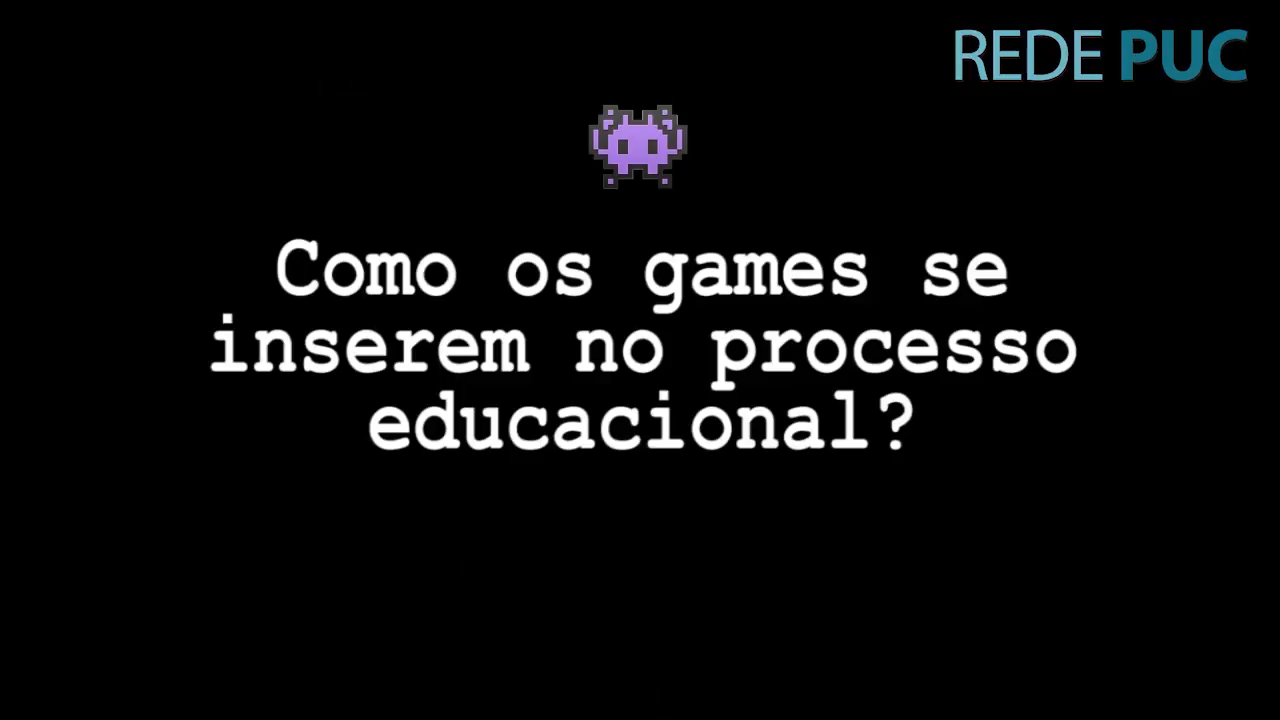 REDE PUC
Como os games se
inserem no processo
educacional?